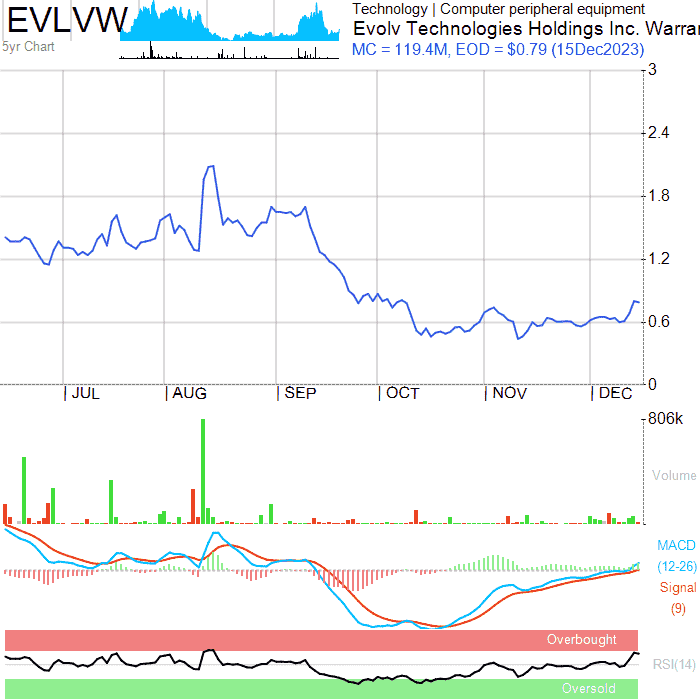 EVLVW
5yr Chart
Technology | Computer peripheral equipment
Evolv Technologies Holdings Inc. Warran
MC = 119.4M, EOD = $0.79 (15Dec2023)
3
2.4
1.8
1.2
0.6
0
JUL
AUG
SEP
OCT
NOV
DEC
806k
Volume
MACD
(12-26)
Signal
(9)
Overbought
RSI(14)
Oversold